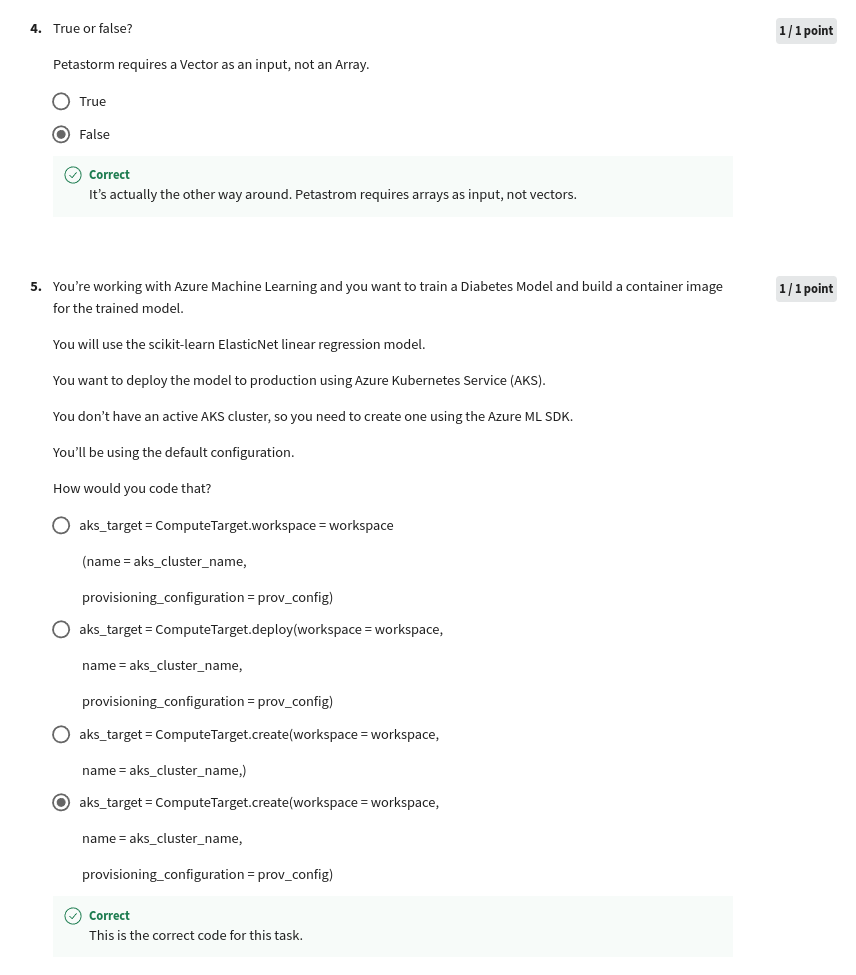 4. True or false?
1 / 1 point
Petastorm requires a Vector as an input, not an Array.
True
False
Correct
It's actually the other way around. Petastrom requires arrays as input, not vectors.
5. You're working with Azure Machine Learning and you want to train a Diabetes Model and build a container image
1 / 1 point
for the trained model.
You will use the scikit-learn ElasticNet linear regression model.
You want to deploy the model to production using Azure Kubernetes Service (AKS).
You don't have an active AKS cluster, so you need to create one using the Azure ML SDK.
You'll be using the default configuration.
How would you code that?
aks_target = ComputeTarget.workspace = workspace
(name = aks_cluster_name,
provisioning_configuration = prov_config)
aks_target = ComputeTarget.deploy(workspace = workspace,
name = aks_cluster_name,
provisioning_configuration = prov_config)
aks_target = ComputeTarget.create(workspace = workspace,
name = aks_cluster_name,)
aks_target = ComputeTarget.create(workspace = workspace,
name = aks_cluster_name,
provisioning_configuration = prov_config)
Correct
This is the correct code for this task.